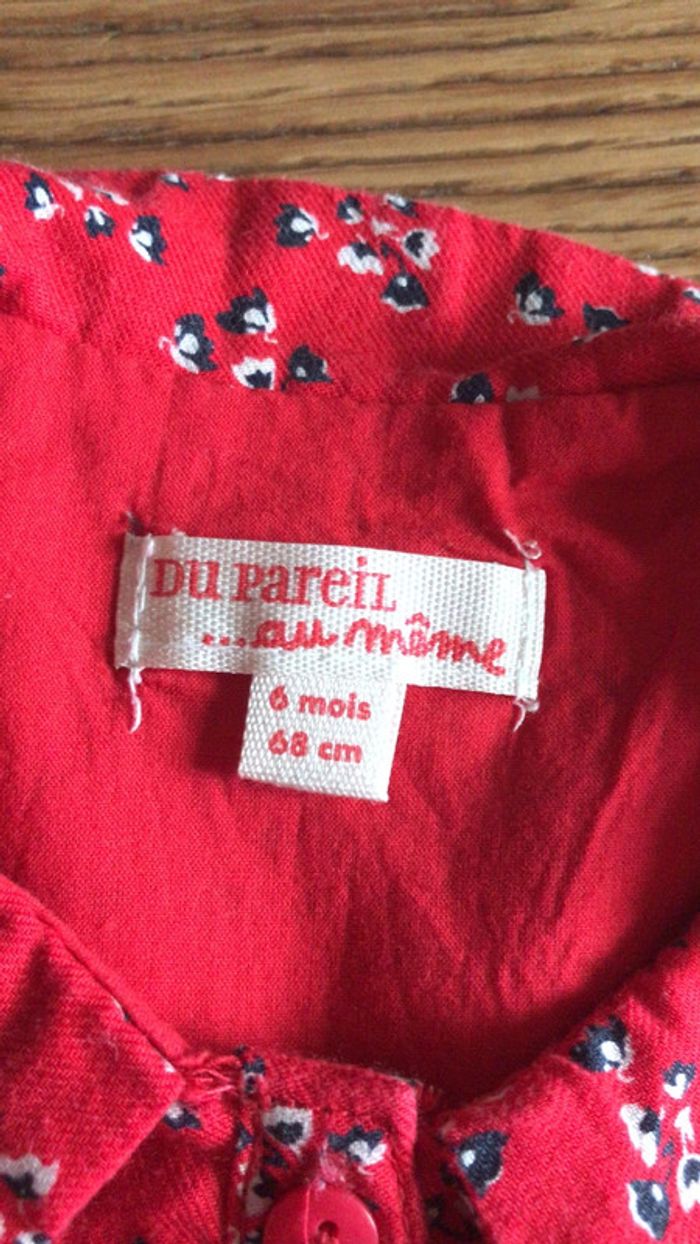 Du Pareil
...au même
6 mois
68 cm